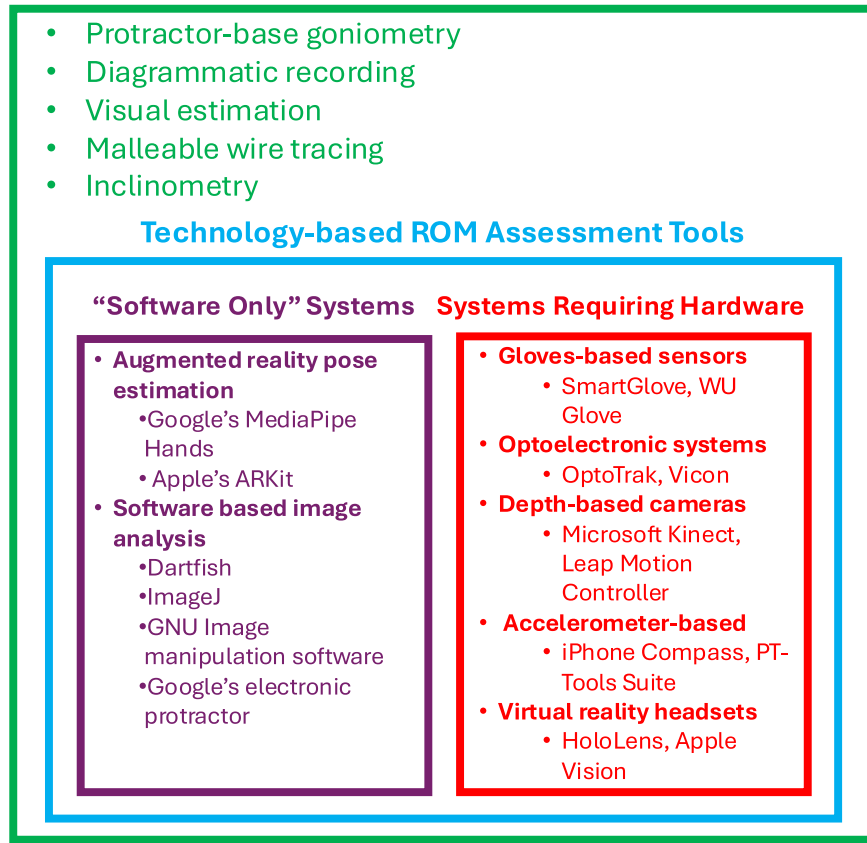 • Protractor-base goniometry
• Diagrammatic recording
• Visual estimation
• Malleable wire tracing
• Inclinometry
Technology-based ROM Assessment Tools
“Software Only” Systems
• Augmented reality pose
estimation
•Google’s MediaPipe
Hands
• Apple’s ARKit
• Software based image
analysis
•Dartfish
•ImageJ
•GNU Image
manipulation software
•Google’s electronic
protractor
Systems Requiring Hardware
• Gloves-based sensors
• SmartGlove, WU
Glove
• Optoelectronic systems
• OptoTrak, Vicon
• Depth-based cameras
• Microsoft Kinect,
Leap Motion
Controller
• Accelerometer-based
• iPhone Compass, PT-
Tools Suite
• Virtual reality headsets
• HoloLens, Apple
Vision